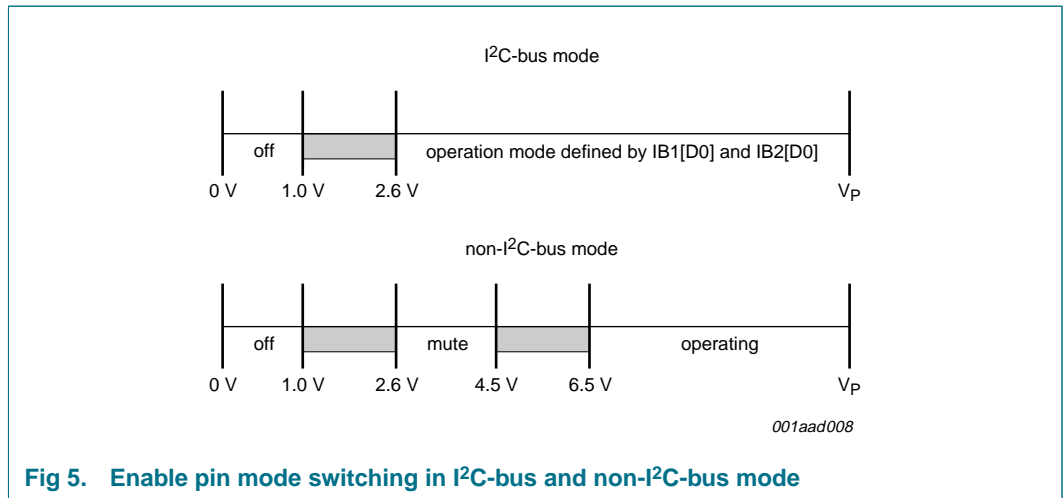 I2C-bus mode
off
operation mode defined by IB1[D0] and IB2[D0]
0 V 1.0 V 2.6 V VP
non-I2C-bus mode
off mute operating
0 V 1.0 V 2.6 V 4.5 V 6.5 V VP
001aad008
Fig 5. Enable pin mode switching in I2C-bus and non-I2C-bus mode